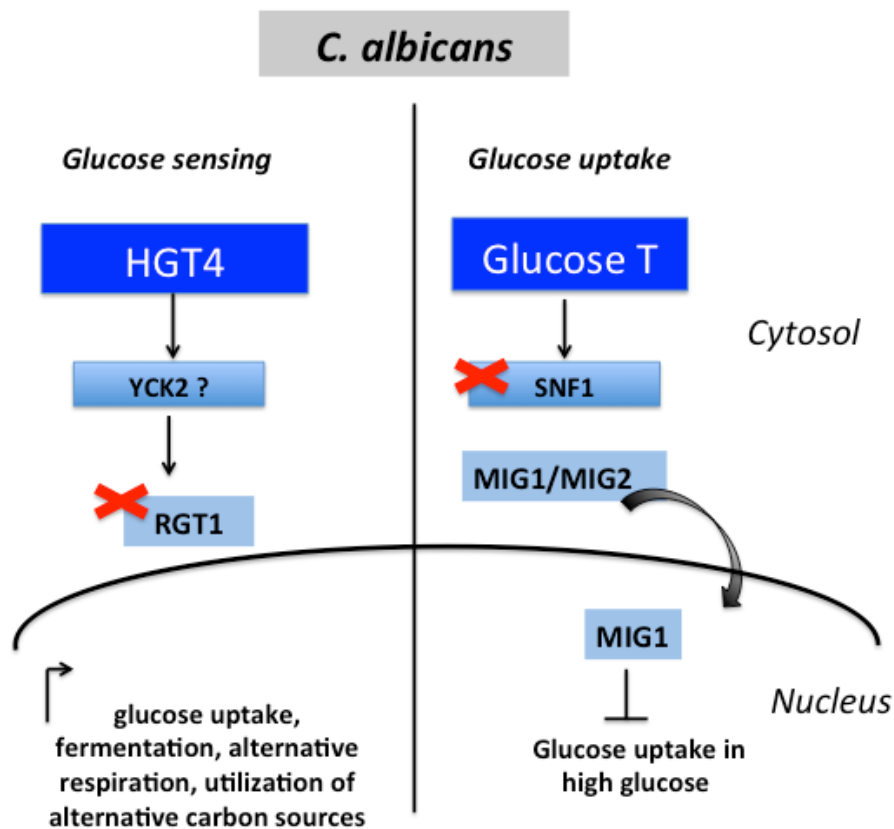 C. albicans
Glucose sensing
HGT4
YCK2 ?
RGT1
glucose uptake,
fermentation, alternative
respiration, utilization of
alternative carbon sources
Glucose uptake
Glucose T
SNF1
MIG1/MIG2
MIG1
Glucose uptake in
high glucose
Cytosol
Nucleus